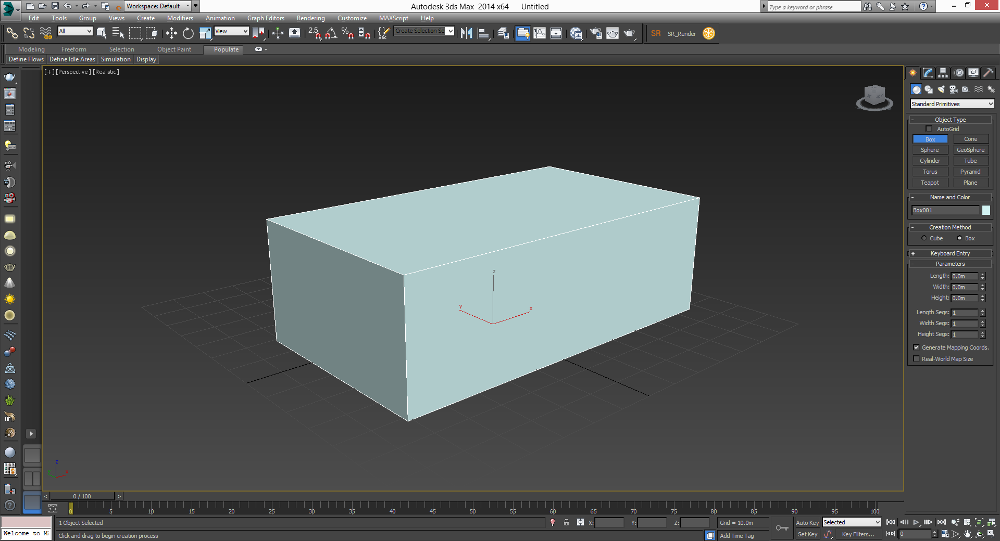 Workspace: Default
Autodesk 3ds Max 2014 x64 Untitled
Type a keyword or phrase
Edit Tools Group Views Create Modifiers Animation Graph Editors Rendering Customize MAXScript Help
All
View
2.5
%
ABC
Create Selection Se
SR SR_Render
Modeling Freeform Selection Object Paint Populate
Define Flows Define Idle Areas Simulation Display
[+] [Perspective] [Realistic]
Standard Primitives
- Object Type
AutoGrid
Box Cone
Sphere GeoSphere
Cylinder Tube
Torus Pyramid
Teapot Plane
- Name and Color
Box001
- Creation Method
Cube Box
+ Keyboard Entry
- Parameters
Length: 0.0m
Width: 0.0m
Height: 0.0m
Length Segs: 1
Width Segs: 1
Height Segs: 1
Generate Mapping Coords.
Real-World Map Size
z
y
x
HF
z
y x
< 0 / 100 >
0 5 10 15 20 25 30 35 40 45 50 55 60 65 70 75 80 85 90 95 100
1 Object Selected
X: Y: Z:
Grid = 10.0m
Auto Key Selected
Welcome to M
Click and drag to begin creation process
Add Time Tag
Set Key Key Filters...
0